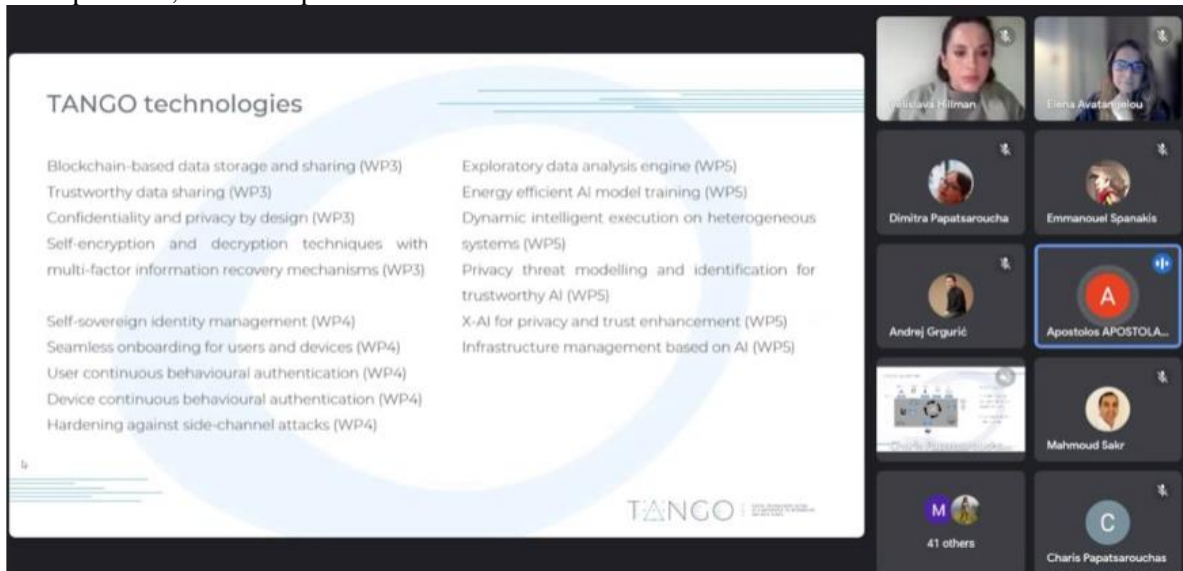 TANGO technologies
Blockchain-based data storage and sharing (WP3)
Trustworthy data sharing (WP3)
Confidentiality and privacy by design (WP3)
Self-encryption and decryption techniques with
multi-factor information recovery mechanisms (WP3)
Self-sovereign identity management (WP4)
Seamless onboarding for users and devices (WP4)
User continuous behavioural authentication (WP4)
Device continuous behavioural authentication (WP4)
Hardening against side-channel attacks (WP4)
Exploratory data analysis engine (WP5)
Energy efficient AI model training (WP5)
Dynamic intelligent execution on heterogeneous
systems (WP5)
Privacy threat modelling and identification for
trustworthy AI (WP5)
X-AI for privacy and trust enhancement (WP5)
Infrastructure management based on AI (WP5)
TANGO
Velislava Hillman
Elena Avatangelou
Dimitra Papatsaroucha
Emmanouel Spanakis
Andrej Grgurić
A
Apostolos APOSTOLA...
Mahmoud Sakr
M
41 others
C
Charis Papatsarouchas